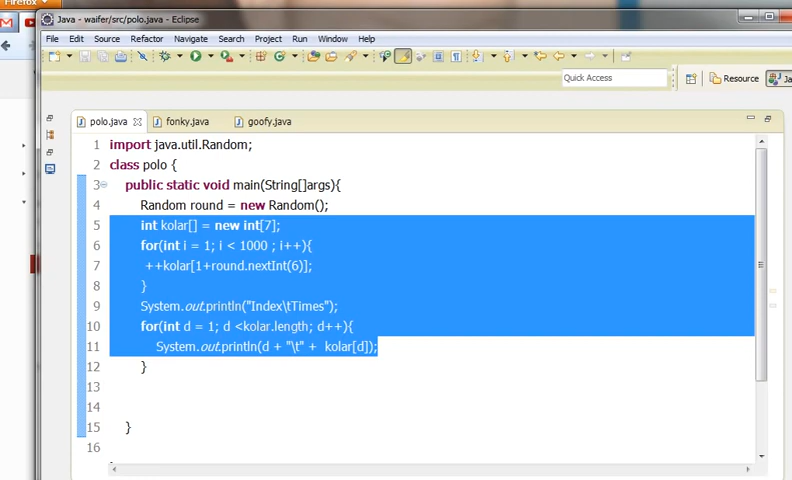 Firefox
Java - waifer/src/polo.java - Eclipse
File Edit Source Refactor Navigate Search Project Run Window Help
Quick Access
Resource
Ja
polo.java fonky.java goofy.java
1 import java.util.Random;
2 class polo {
3 public static void main(String[]args){
4 Random round = new Random();
5 int kolar[] = new int[7];
6 for(int i = 1; i < 1000 ; i++){
7 ++kolar[1+round.nextInt(6)];
8 }
9 System.out.println("Index\tTimes");
10 for(int d = 1; d <kolar.length; d++){
11 System.out.println(d + "\t" +  kolar[d]);
12 }
13
14
15 }
16